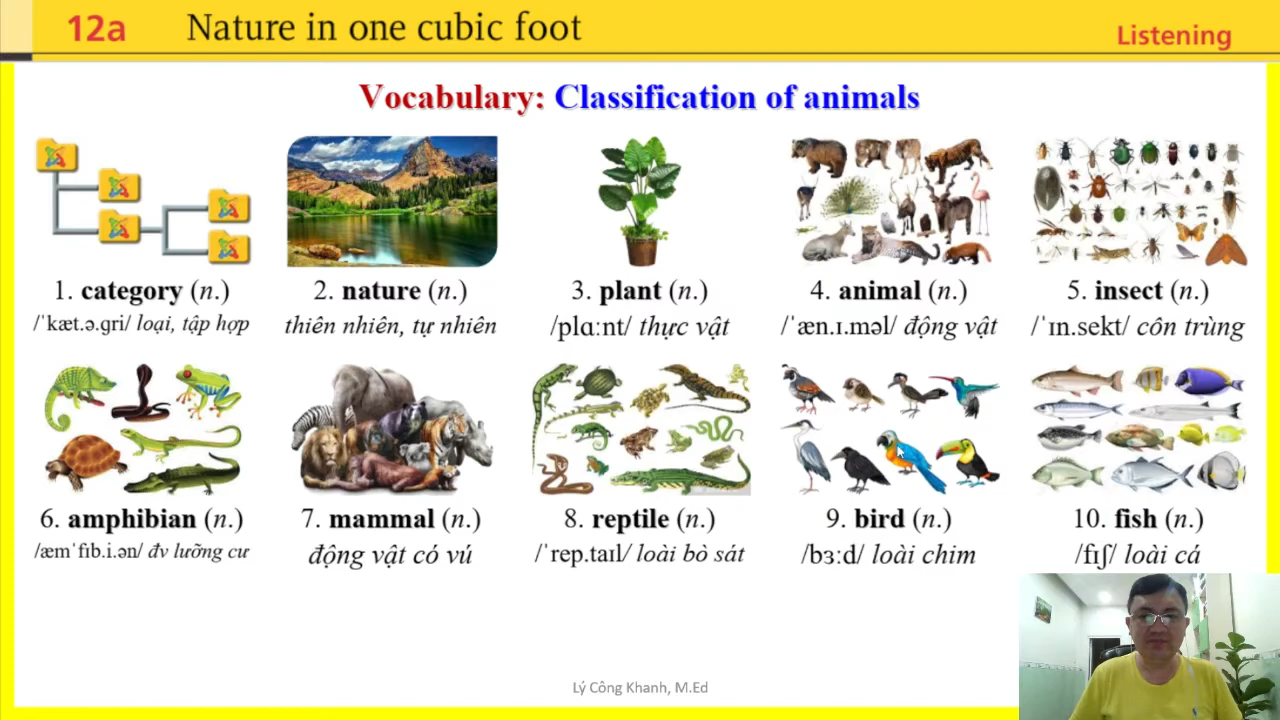 12a Nature in one cubic foot
Listening
Vocabulary: Classification of animals
1. category (n.)
/ˈkæt.ə.ɡri/ loại, tập hợp
2. nature (n.)
thiên nhiên, tự nhiên
3. plant (n.)
/plɑːnt/ thực vật
4. animal (n.)
/ˈæn.ɪ.məl/ động vật
5. insect (n.)
/ˈɪn.sekt/ côn trùng
6. amphibian (n.)
/æmˈfɪb.i.ən/ đv lưỡng cư
7. mammal (n.)
động vật có vú
8. reptile (n.)
/ˈrep.taɪl/ loài bò sát
9. bird (n.)
/bɜːd/ loài chim
10. fish (n.)
/fɪʃ/ loài cá
Lý Công Khanh, M.Ed